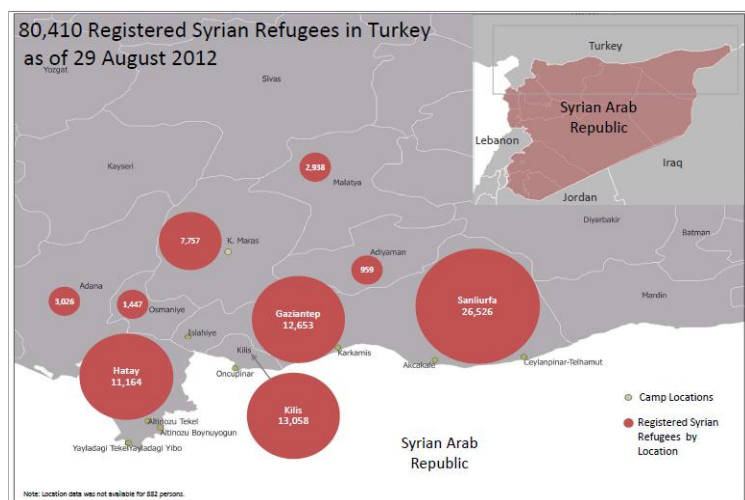 80,410 Registered Syrian Refugees in Turkey
as of 29 August 2012
Yozgat
Sivas
Turkey
Syrian Arab
Republic
Lebanon
Iraq
Jordan
Kayseri
2,938
Malatya
Diyarbakir
Batman
7,757
K. Maras
Adiyaman
959
Mardin
Adana
3,026
1,447
Osmaniye
Gaziantep
12,653
Sanliurfa
26,526
Islahiye
Kilis
Karkamis
Akcakale
Ceylanpinar-Telhamut
Oncupinar
Hatay
11,164
Kilis
13,058
Camp Locations
Registered Syrian
Refugees by
Location
Altinozu Tekel
Altinozu Boynuyogun
Yayladagi Tekel
Yayladagi Yibo
Syrian Arab
Republic
Note: Location data was not available for 882 persons.